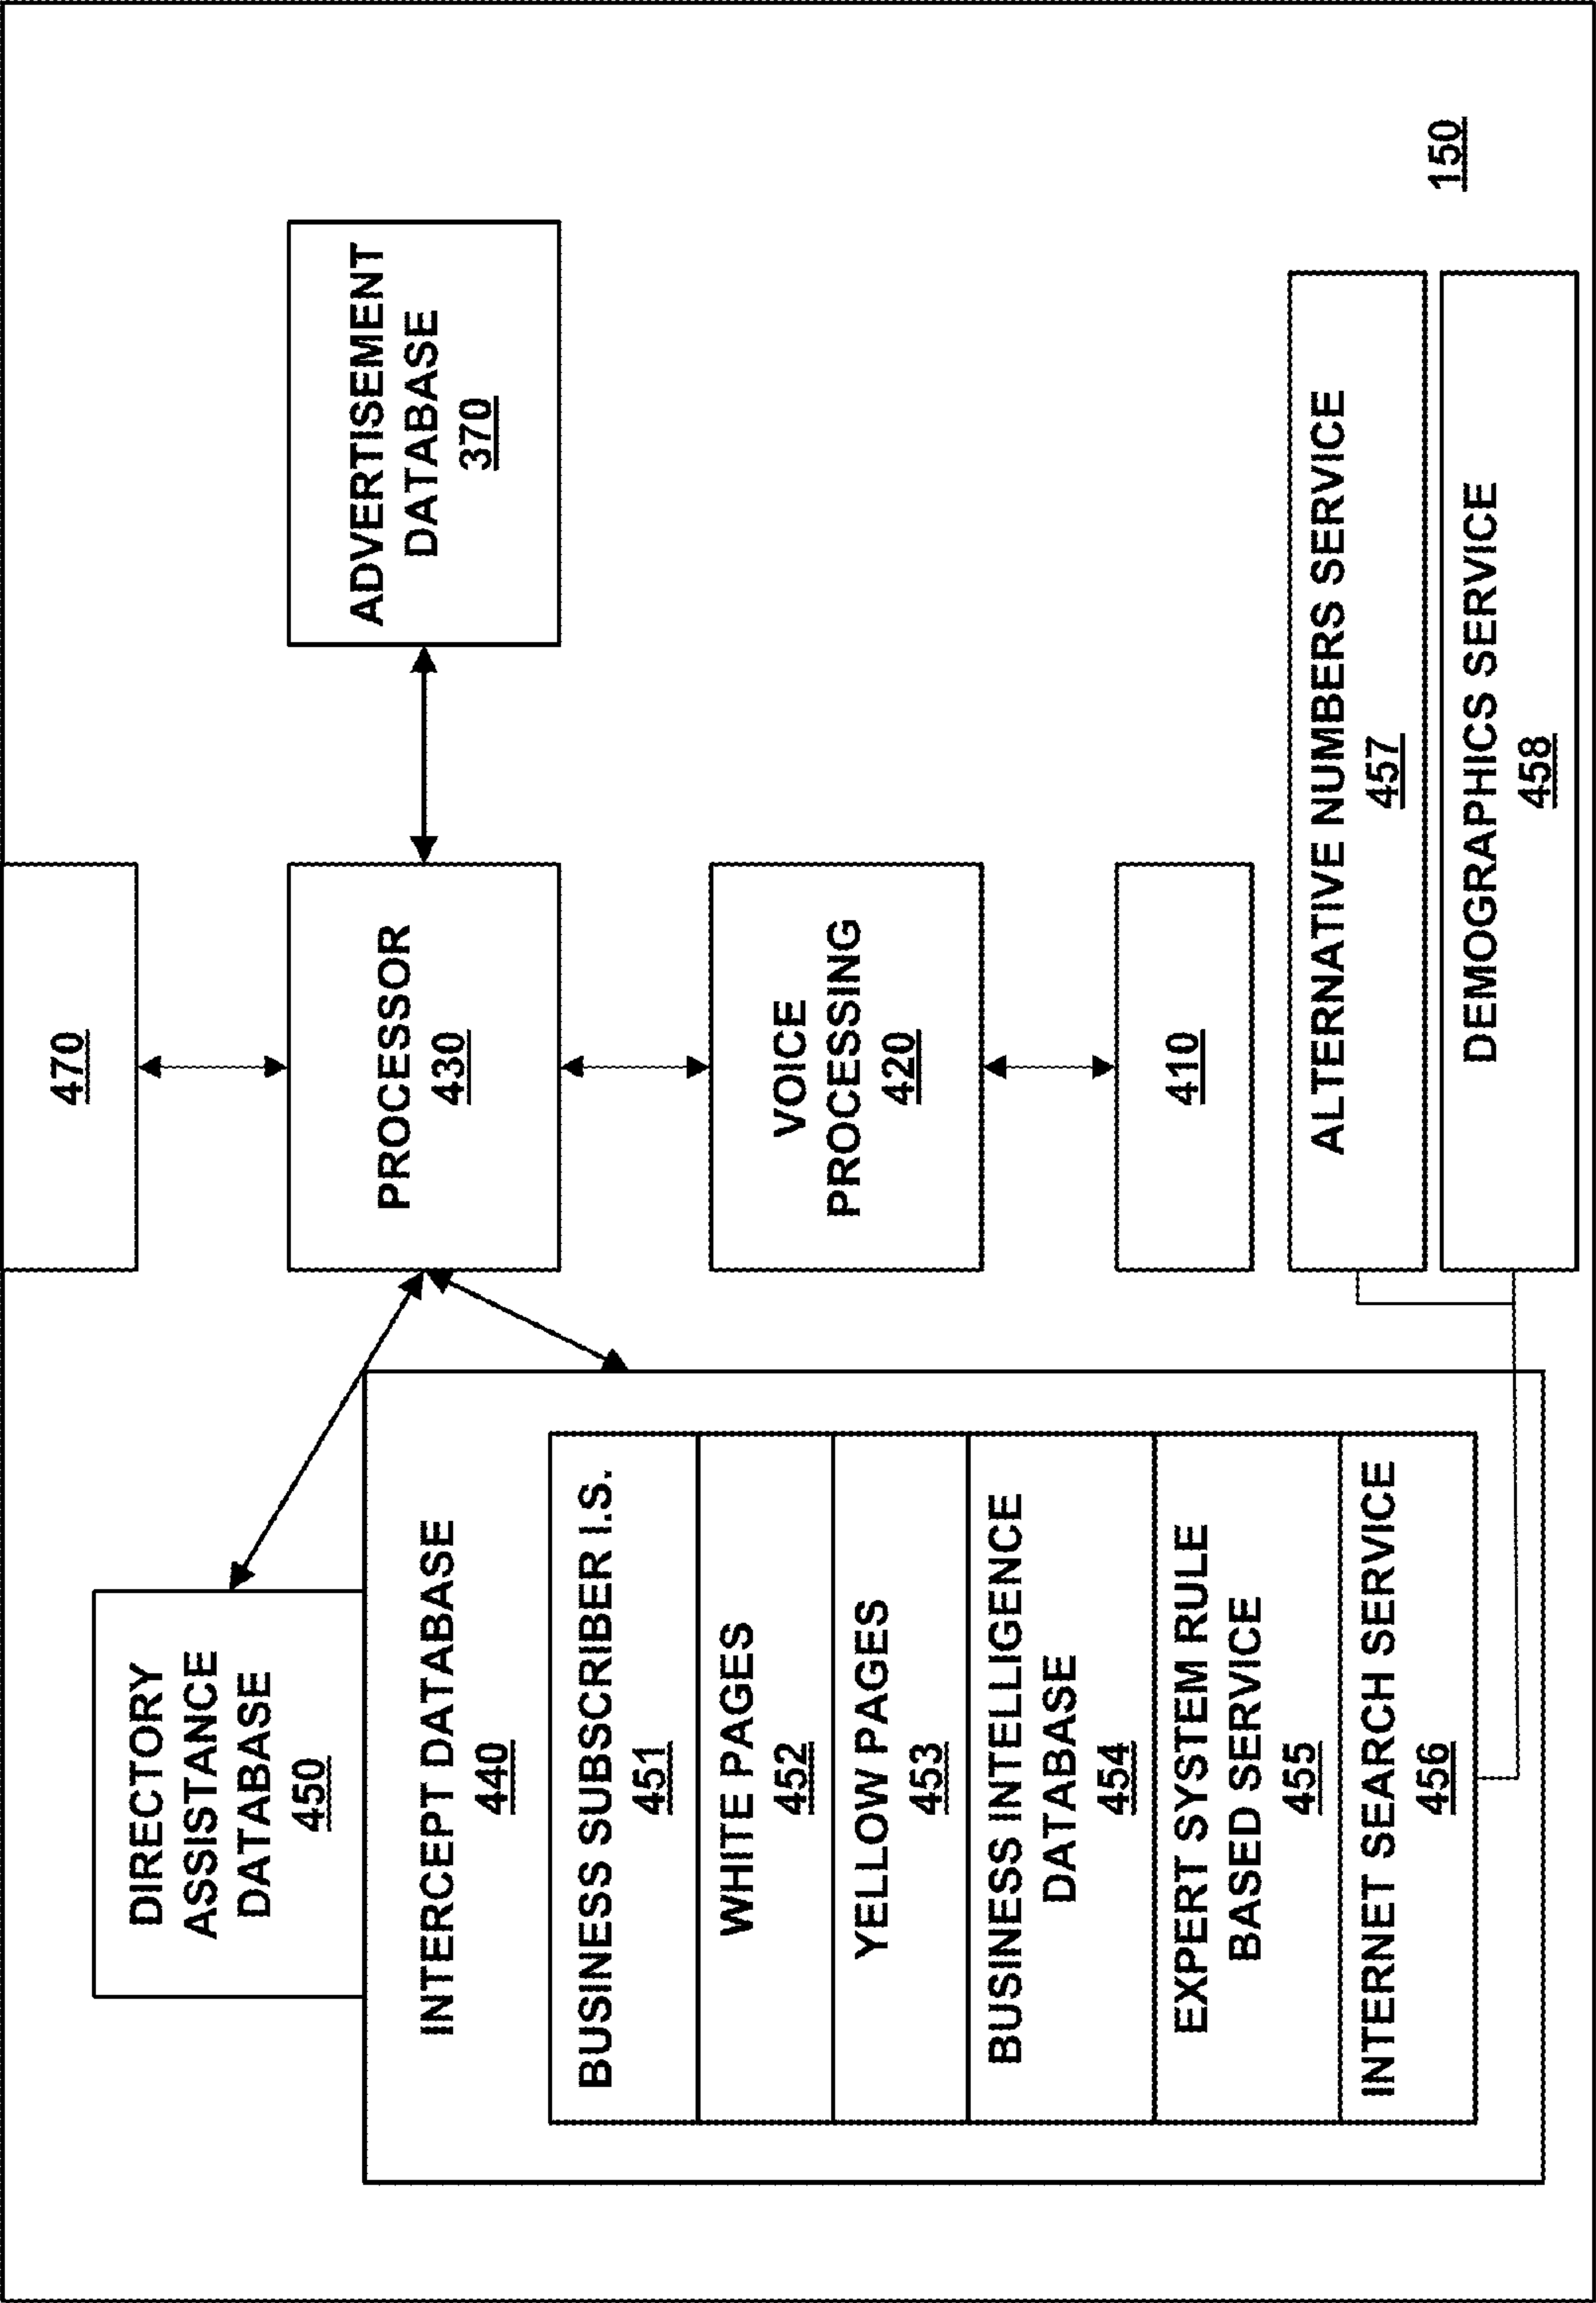 470
DIRECTORY
ASSISTANCE
DATABASE
450
PROCESSOR
430
ADVERTISEMENT
DATABASE
370
INTERCEPT DATABASE
440
BUSINESS SUBSCRIBER I.S.
451
WHITE PAGES
452
YELLOW PAGES
453
BUSINESS INTELLIGENCE
DATABASE
454
EXPERT SYSTEM RULE
BASED SERVICE
455
INTERNET SEARCH SERVICE
456
VOICE
PROCESSING
420
410
ALTERNATIVE NUMBERS SERVICE
457
DEMOGRAPHICS SERVICE
458
150